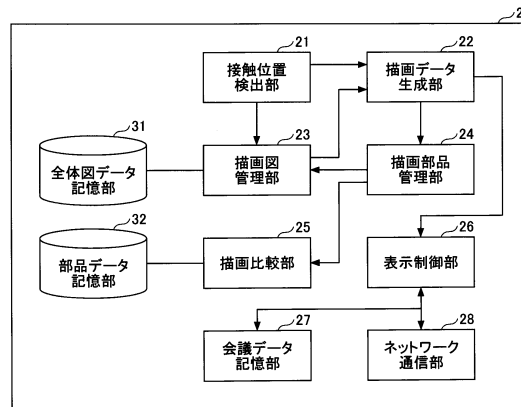 2
21
接触位置
検出部
22
描画データ
生成部
31
全体図データ
記憶部
23
描画図
管理部
24
描画部品
管理部
32
部品データ
記憶部
25
描画比較部
26
表示制御部
27
会議データ
記憶部
28
ネットワーク
通信部